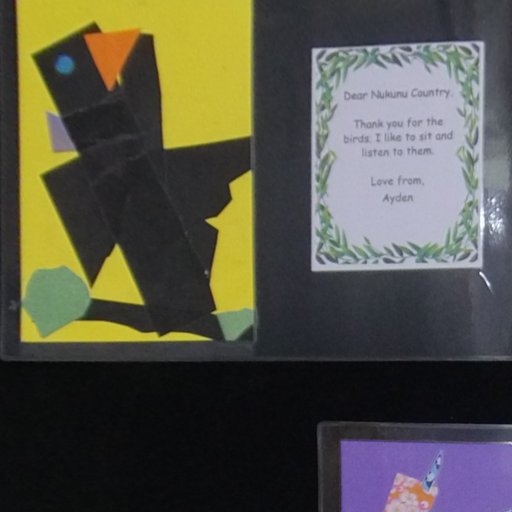 Dear Nukunu Country,
Thank you for the
birds. I like to sit and
listen to them.
Love from,
Ayden